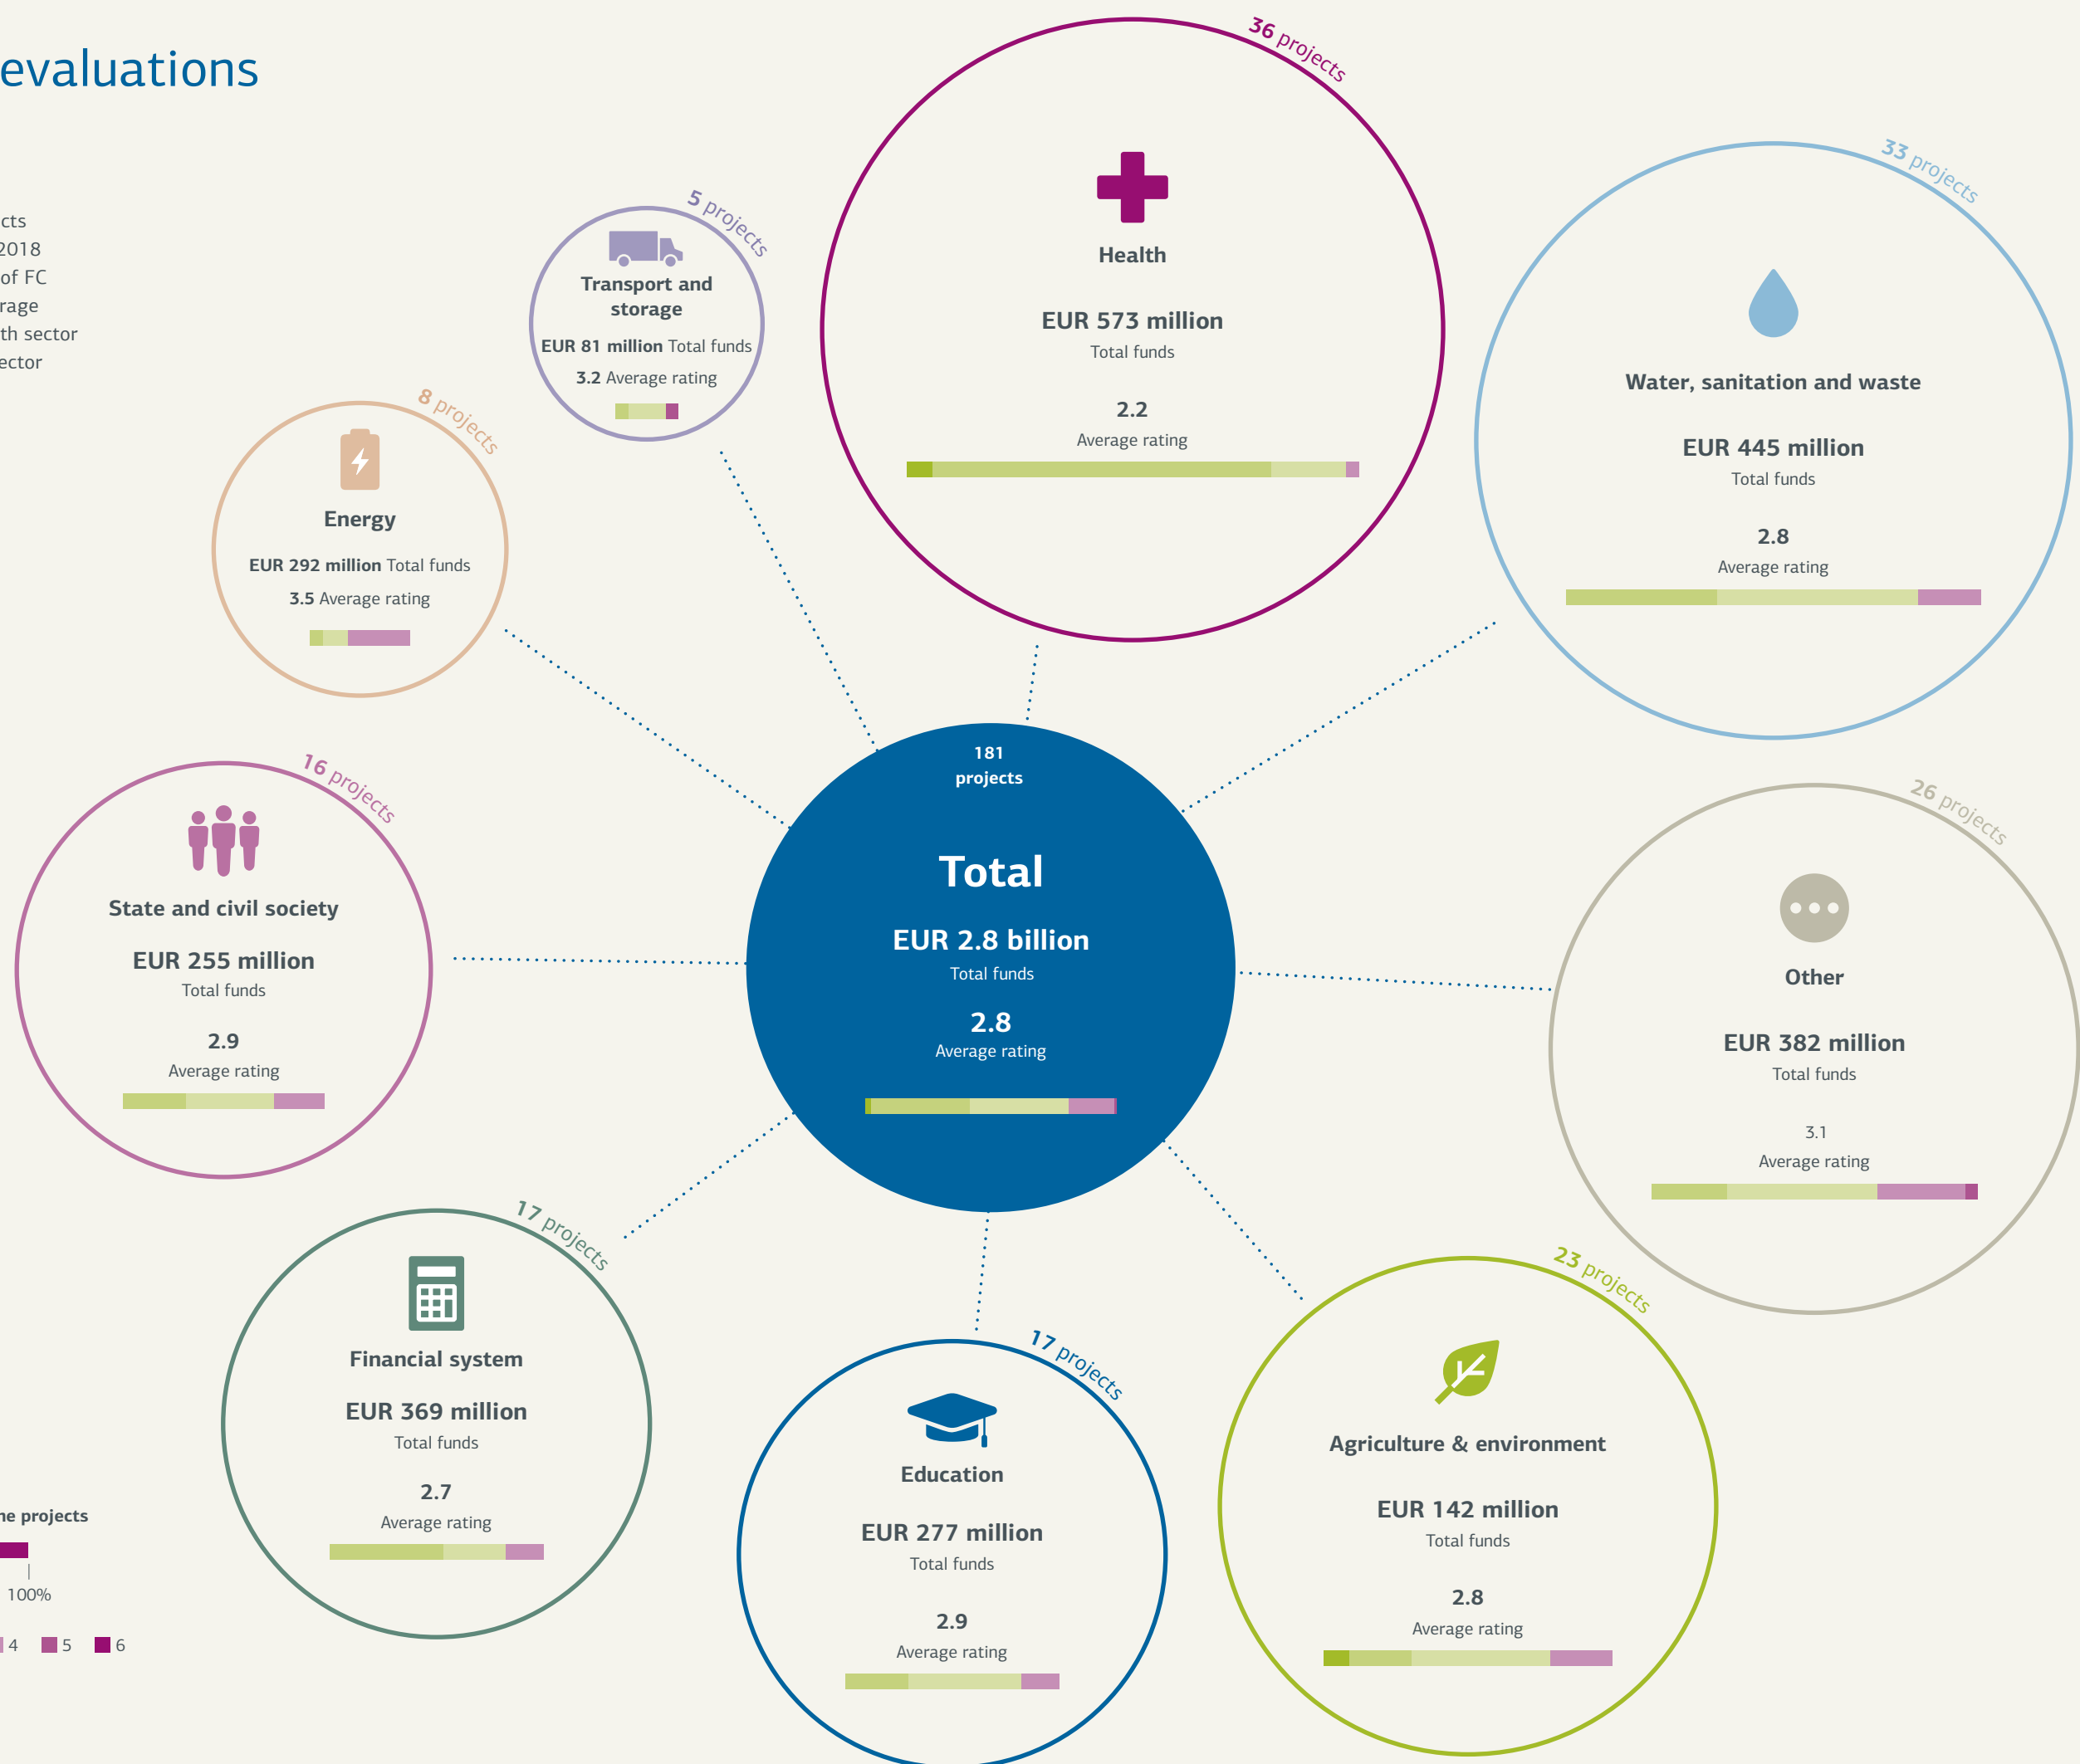 evaluations
cts
2018
of FC
rage
th sector
ector
36 projects
Health
EUR 573 million
Total funds
2.2
Average rating
33 projects
Water, sanitation and waste
EUR 445 million
Total funds
2.8
Average rating
5 projects
Transport and
storage
EUR 81 million Total funds
3.2 Average rating
8 projects
Energy
EUR 292 million Total funds
3.5 Average rating
181
projects
Total
EUR 2.8 billion
Total funds
2.8
Average rating
16 projects
State and civil society
EUR 255 million
Total funds
2.9
Average rating
26 projects
Other
EUR 382 million
Total funds
3.1
Average rating
17 projects
Financial system
EUR 369 million
Total funds
2.7
Average rating
17 projects
Education
EUR 277 million
Total funds
2.9
Average rating
23 projects
Agriculture & environment
EUR 142 million
Total funds
2.8
Average rating
ne projects
100%
4 5 6